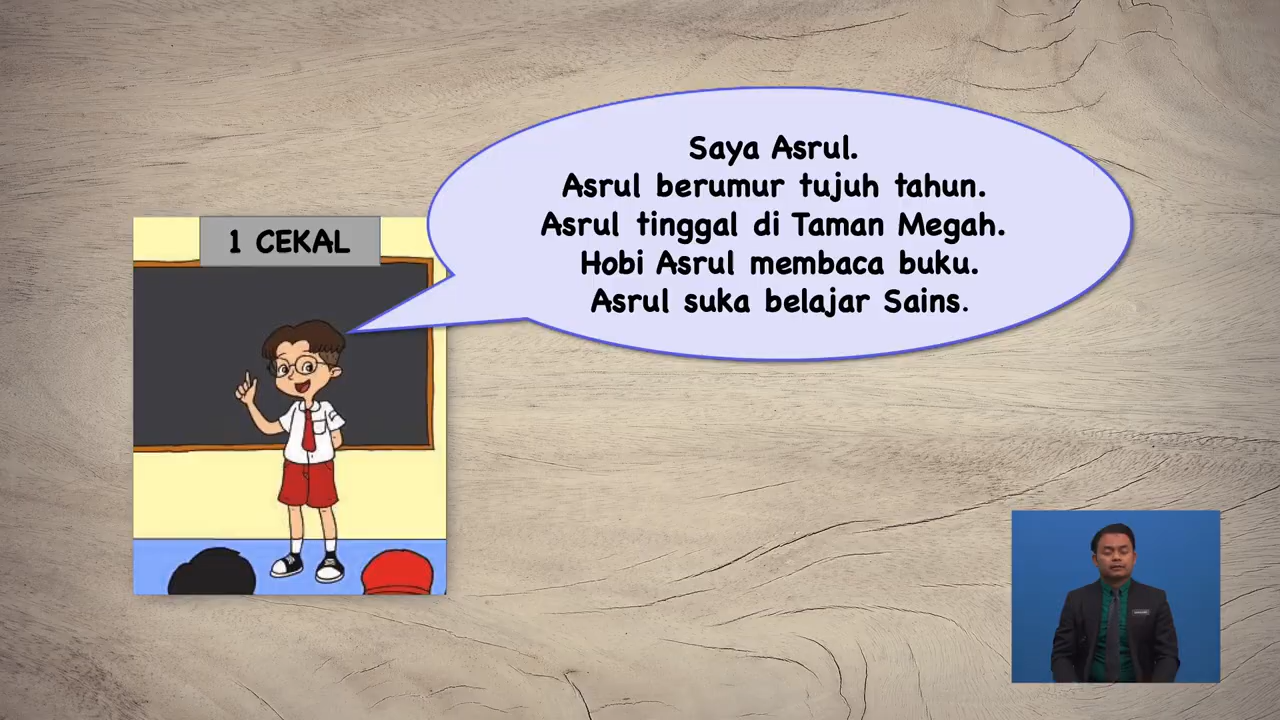 1 CEKAL
Saya Asrul.
Asrul berumur tujuh tahun.
Asrul tinggal di Taman Megah.
Hobi Asrul membaca buku.
Asrul suka belajar Sains.